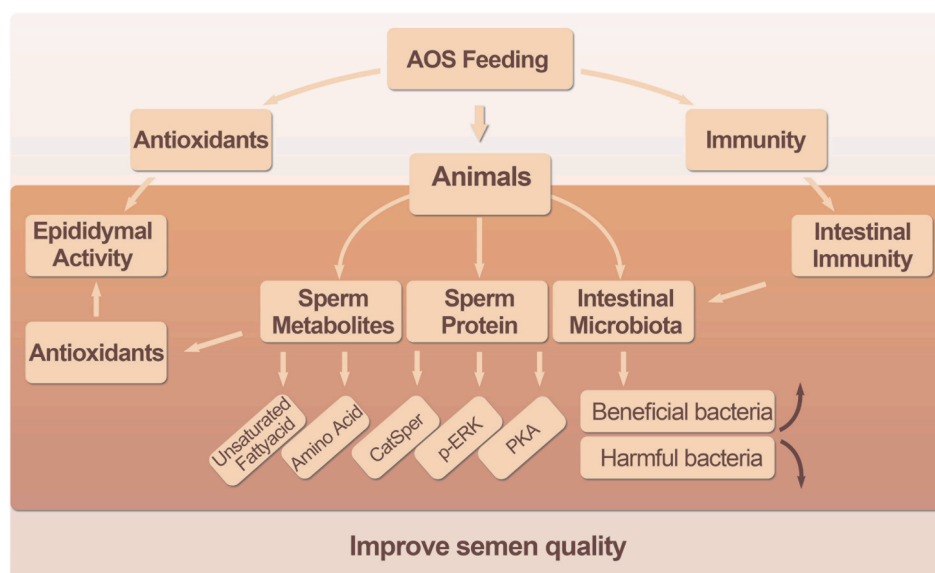 AOS Feeding
Antioxidants
Immunity
Animals
Epididymal
Activity
Intestinal
Immunity
Sperm
Metabolites
Sperm
Protein
Intestinal
Microbiota
Antioxidants
Unsaturated
Fattyacid
Amino Acid
CatSper
p-ERK
PKA
Beneficial bacteria
Harmful bacteria
Improve semen quality